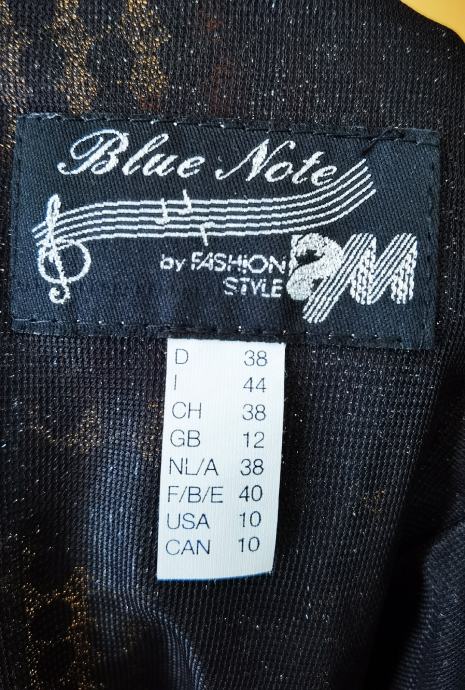 Blue Note
by FASHION
STYLE
D 38
I 44
CH 38
GB 12
NL/A 38
F/B/E 40
USA 10
CAN 10